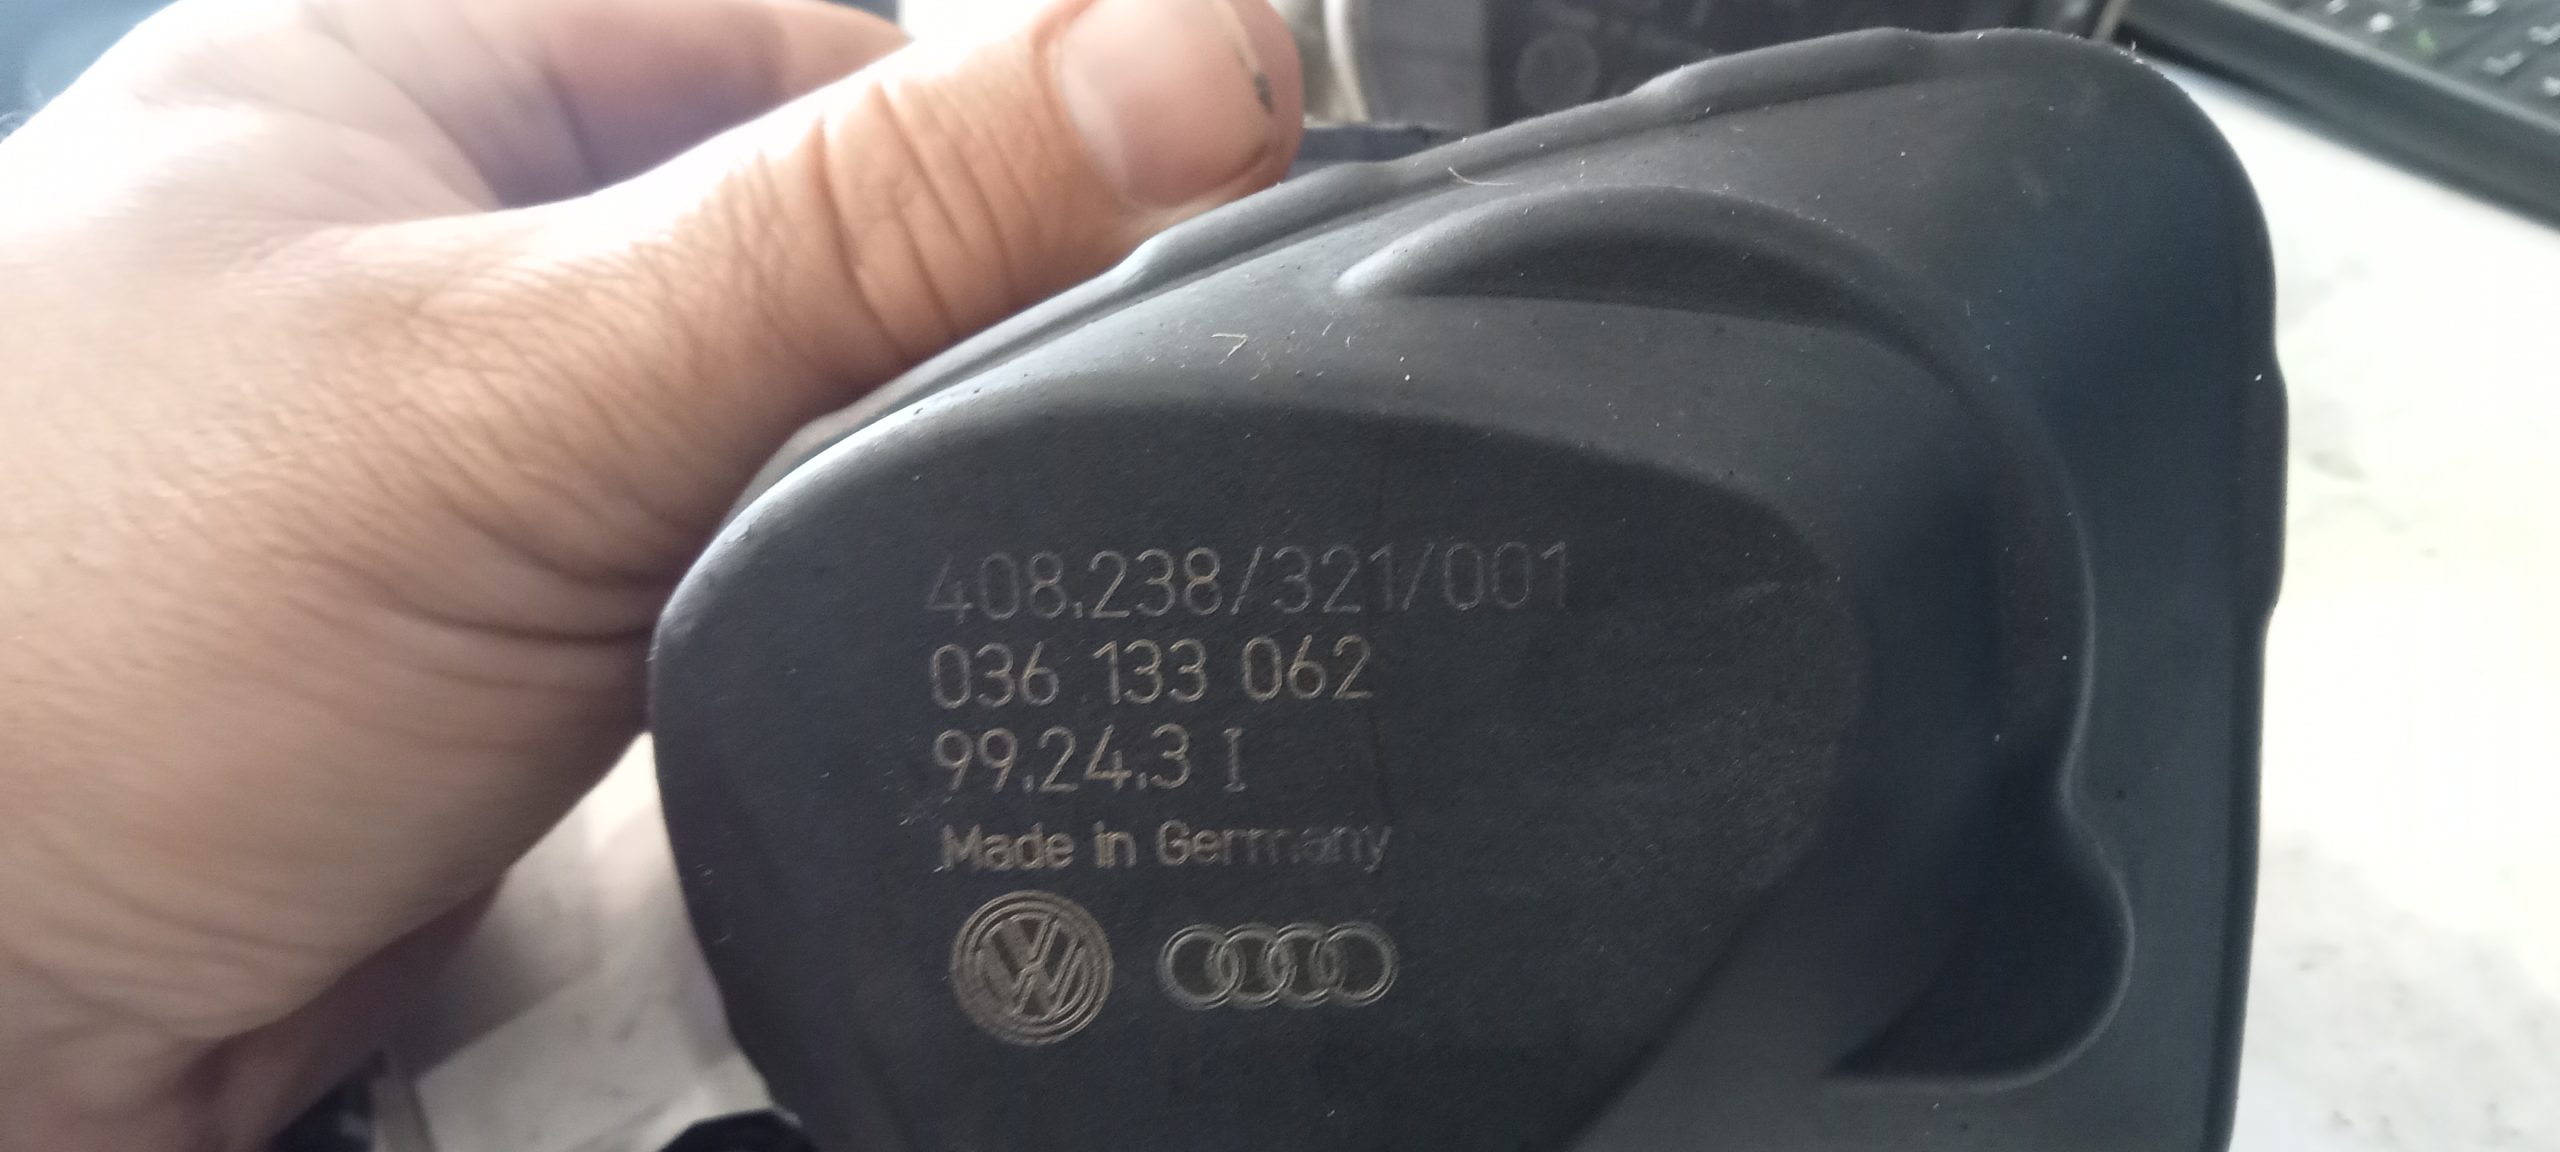 408.238/321/001
036 133 062
99.24.3 I
Made in Germany